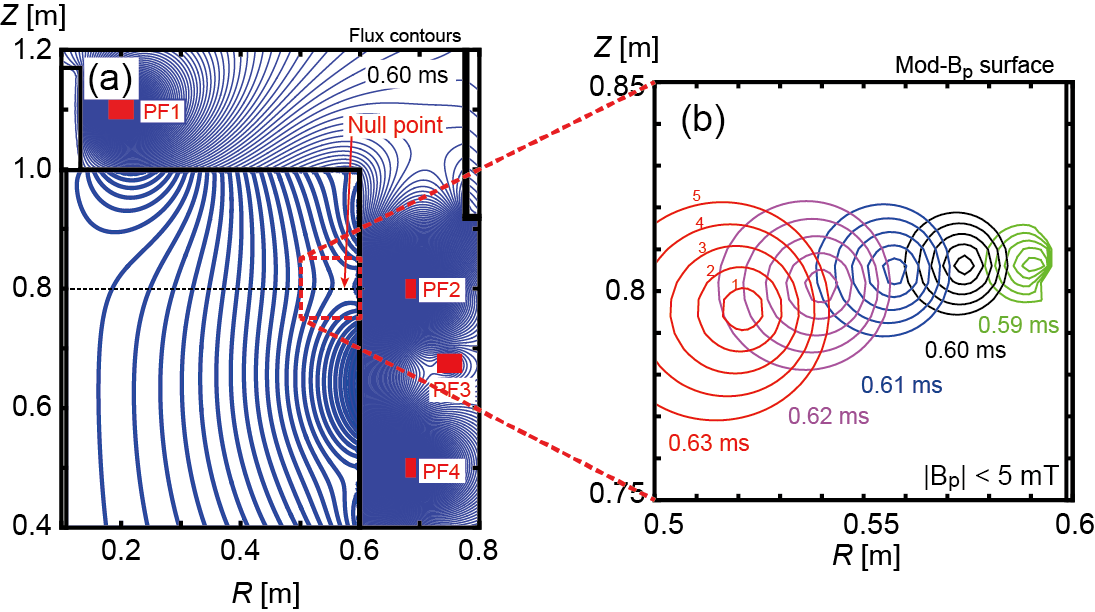 Z [m]
Flux contours
1.2
(a)
0.60 ms
PF1
Null point
1.0
0.8
PF2
PF3
0.6
PF4
0.4
0.2
0.4
0.6
0.8
R [m]
Z [m]
Mod-Bp surface
0.85
(b)
5
4
3
2
1
0.8
0.59 ms
0.60 ms
0.61 ms
0.62 ms
0.63 ms
|Bp| < 5 mT
0.75
0.5
0.55
0.6
R [m]